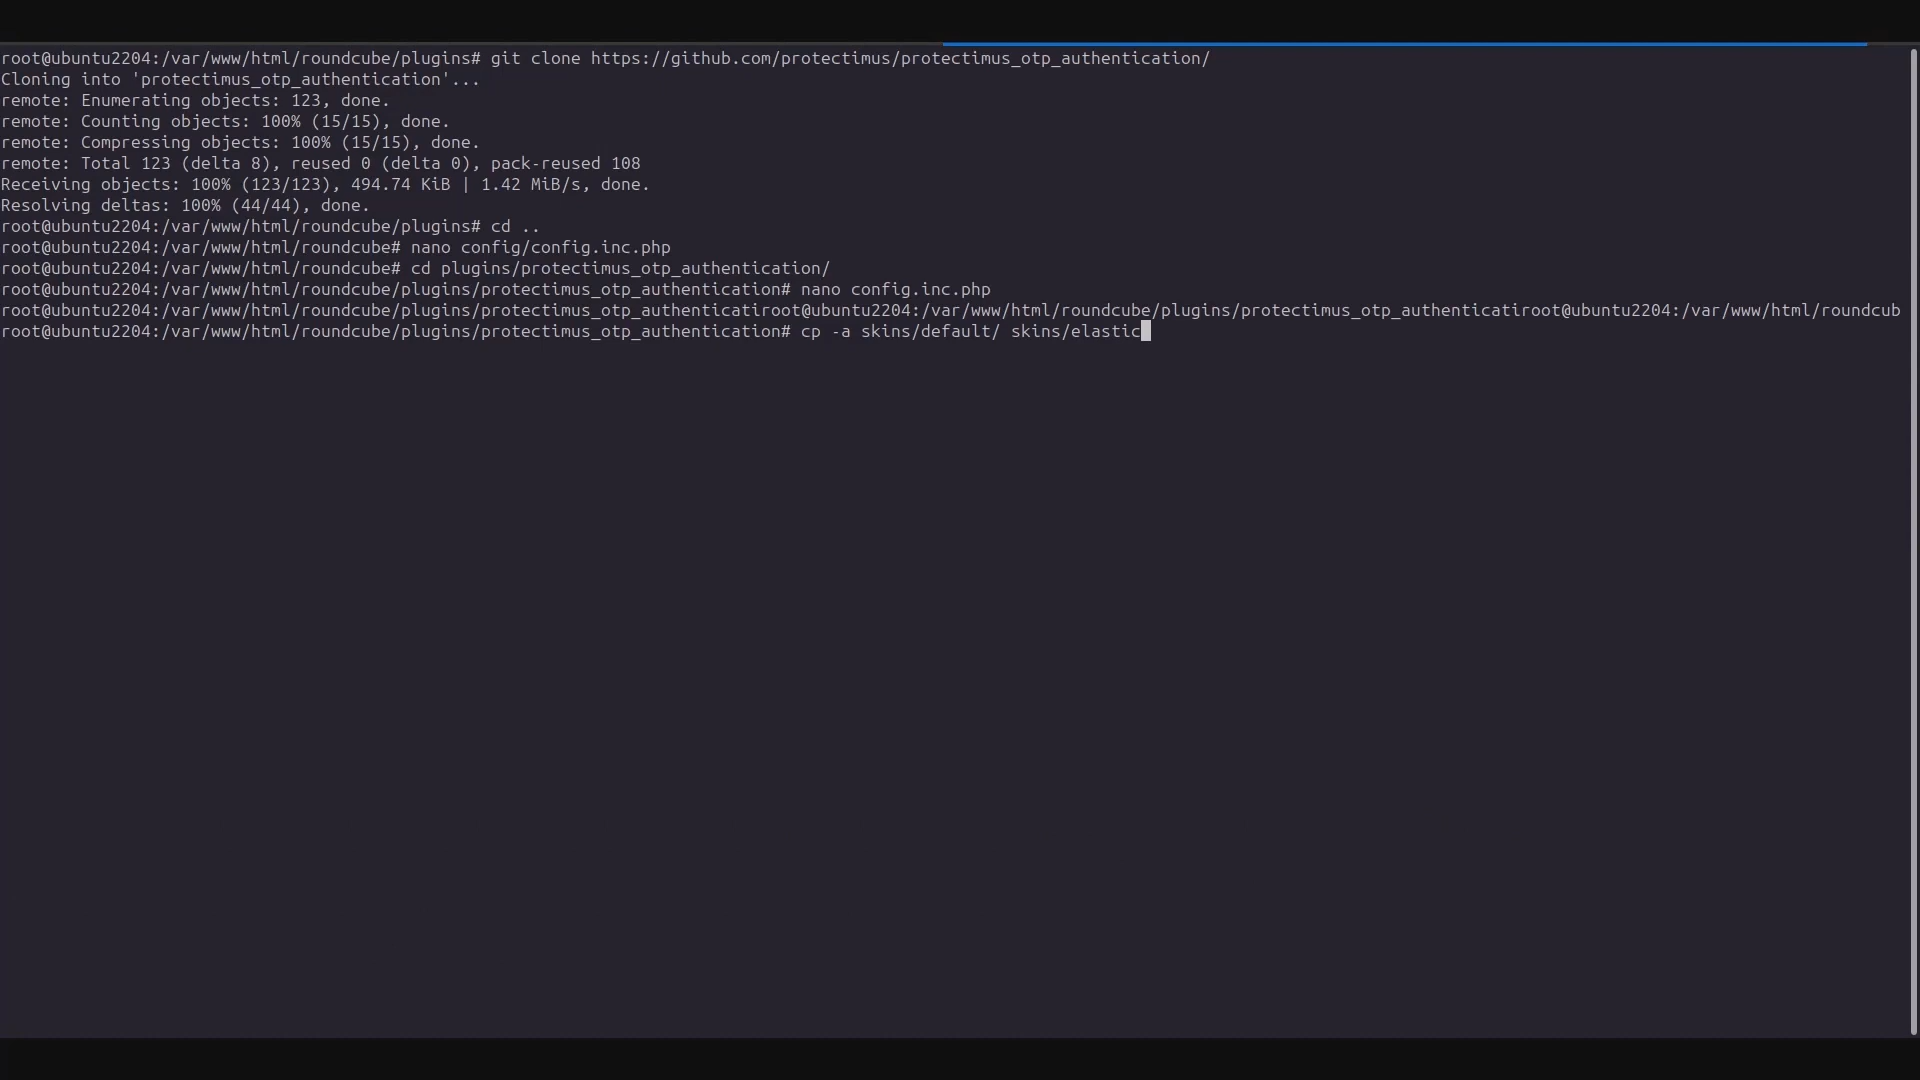 root@ubuntu2204:/var/www/html/roundcube/plugins# git clone https://github.com/protectimus/protectimus_otp_authentication/
Cloning into 'protectimus_otp_authentication'...
remote: Enumerating objects: 123, done.
remote: Counting objects: 100% (15/15), done.
remote: Compressing objects: 100% (15/15), done.
remote: Total 123 (delta 8), reused 0 (delta 0), pack-reused 108
Receiving objects: 100% (123/123), 494.74 KiB | 1.42 MiB/s, done.
Resolving deltas: 100% (44/44), done.
root@ubuntu2204:/var/www/html/roundcube/plugins# cd ..
root@ubuntu2204:/var/www/html/roundcube# nano config/config.inc.php
root@ubuntu2204:/var/www/html/roundcube# cd plugins/protectimus_otp_authentication/
root@ubuntu2204:/var/www/html/roundcube/plugins/protectimus_otp_authentication# nano config.inc.php
root@ubuntu2204:/var/www/html/roundcube/plugins/protectimus_otp_authenticatiroot@ubuntu2204:/var/www/html/roundcube/plugins/protectimus_otp_authenticatiroot@ubuntu2204:/var/www/html/roundcub
root@ubuntu2204:/var/www/html/roundcube/plugins/protectimus_otp_authentication# cp -a skins/default/ skins/elastic